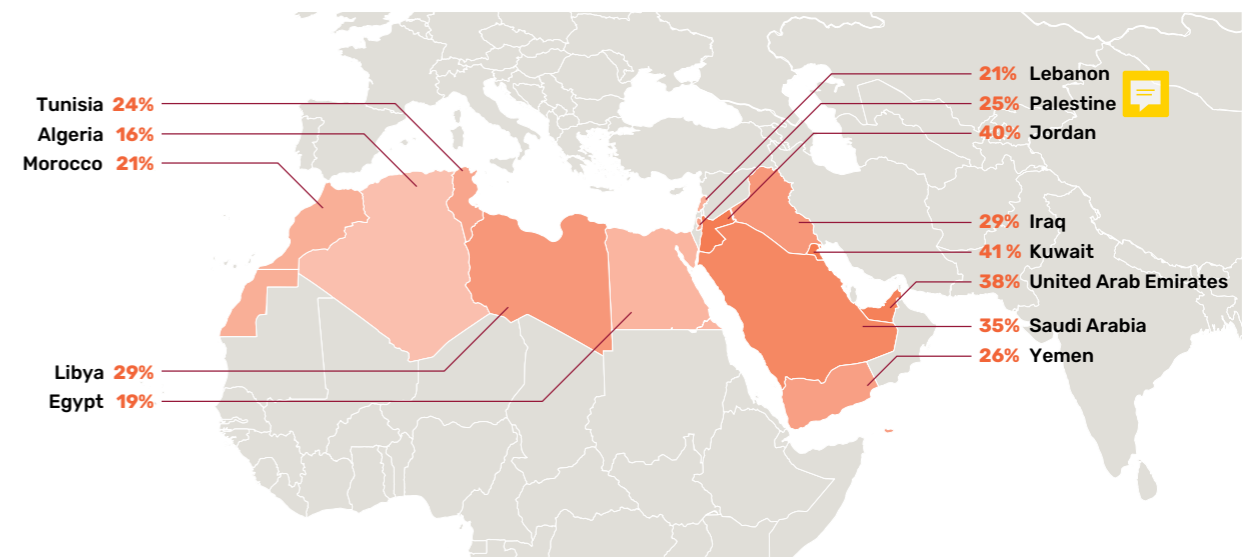 Tunisia 24%
Algeria 16%
Morocco 21%
Libya 29%
Egypt 19%
21% Lebanon
25% Palestine
40% Jordan
29% Iraq
41% Kuwait
38% United Arab Emirates
35% Saudi Arabia
26% Yemen